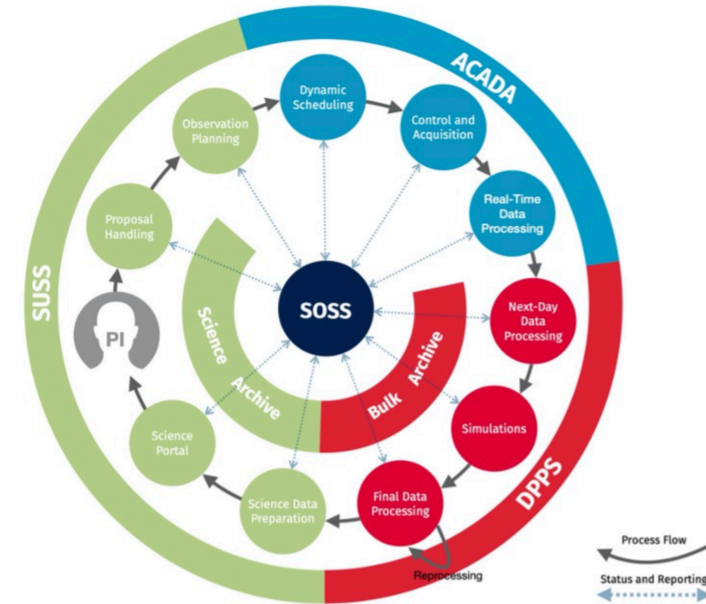 ACADA
Dynamic
Scheduling
Observation
Planning
Control and
Acquisition
Proposal
Handling
Real-Time
Data
Processing
SUSS
SOSS
PI
Science Archive
Bulk Archive
Next-Day
Data
Processing
Science
Portal
Simulations
DPPS
Science Data
Preparation
Final Data
Processing
Reprocessing
Process Flow
Status and Reporting